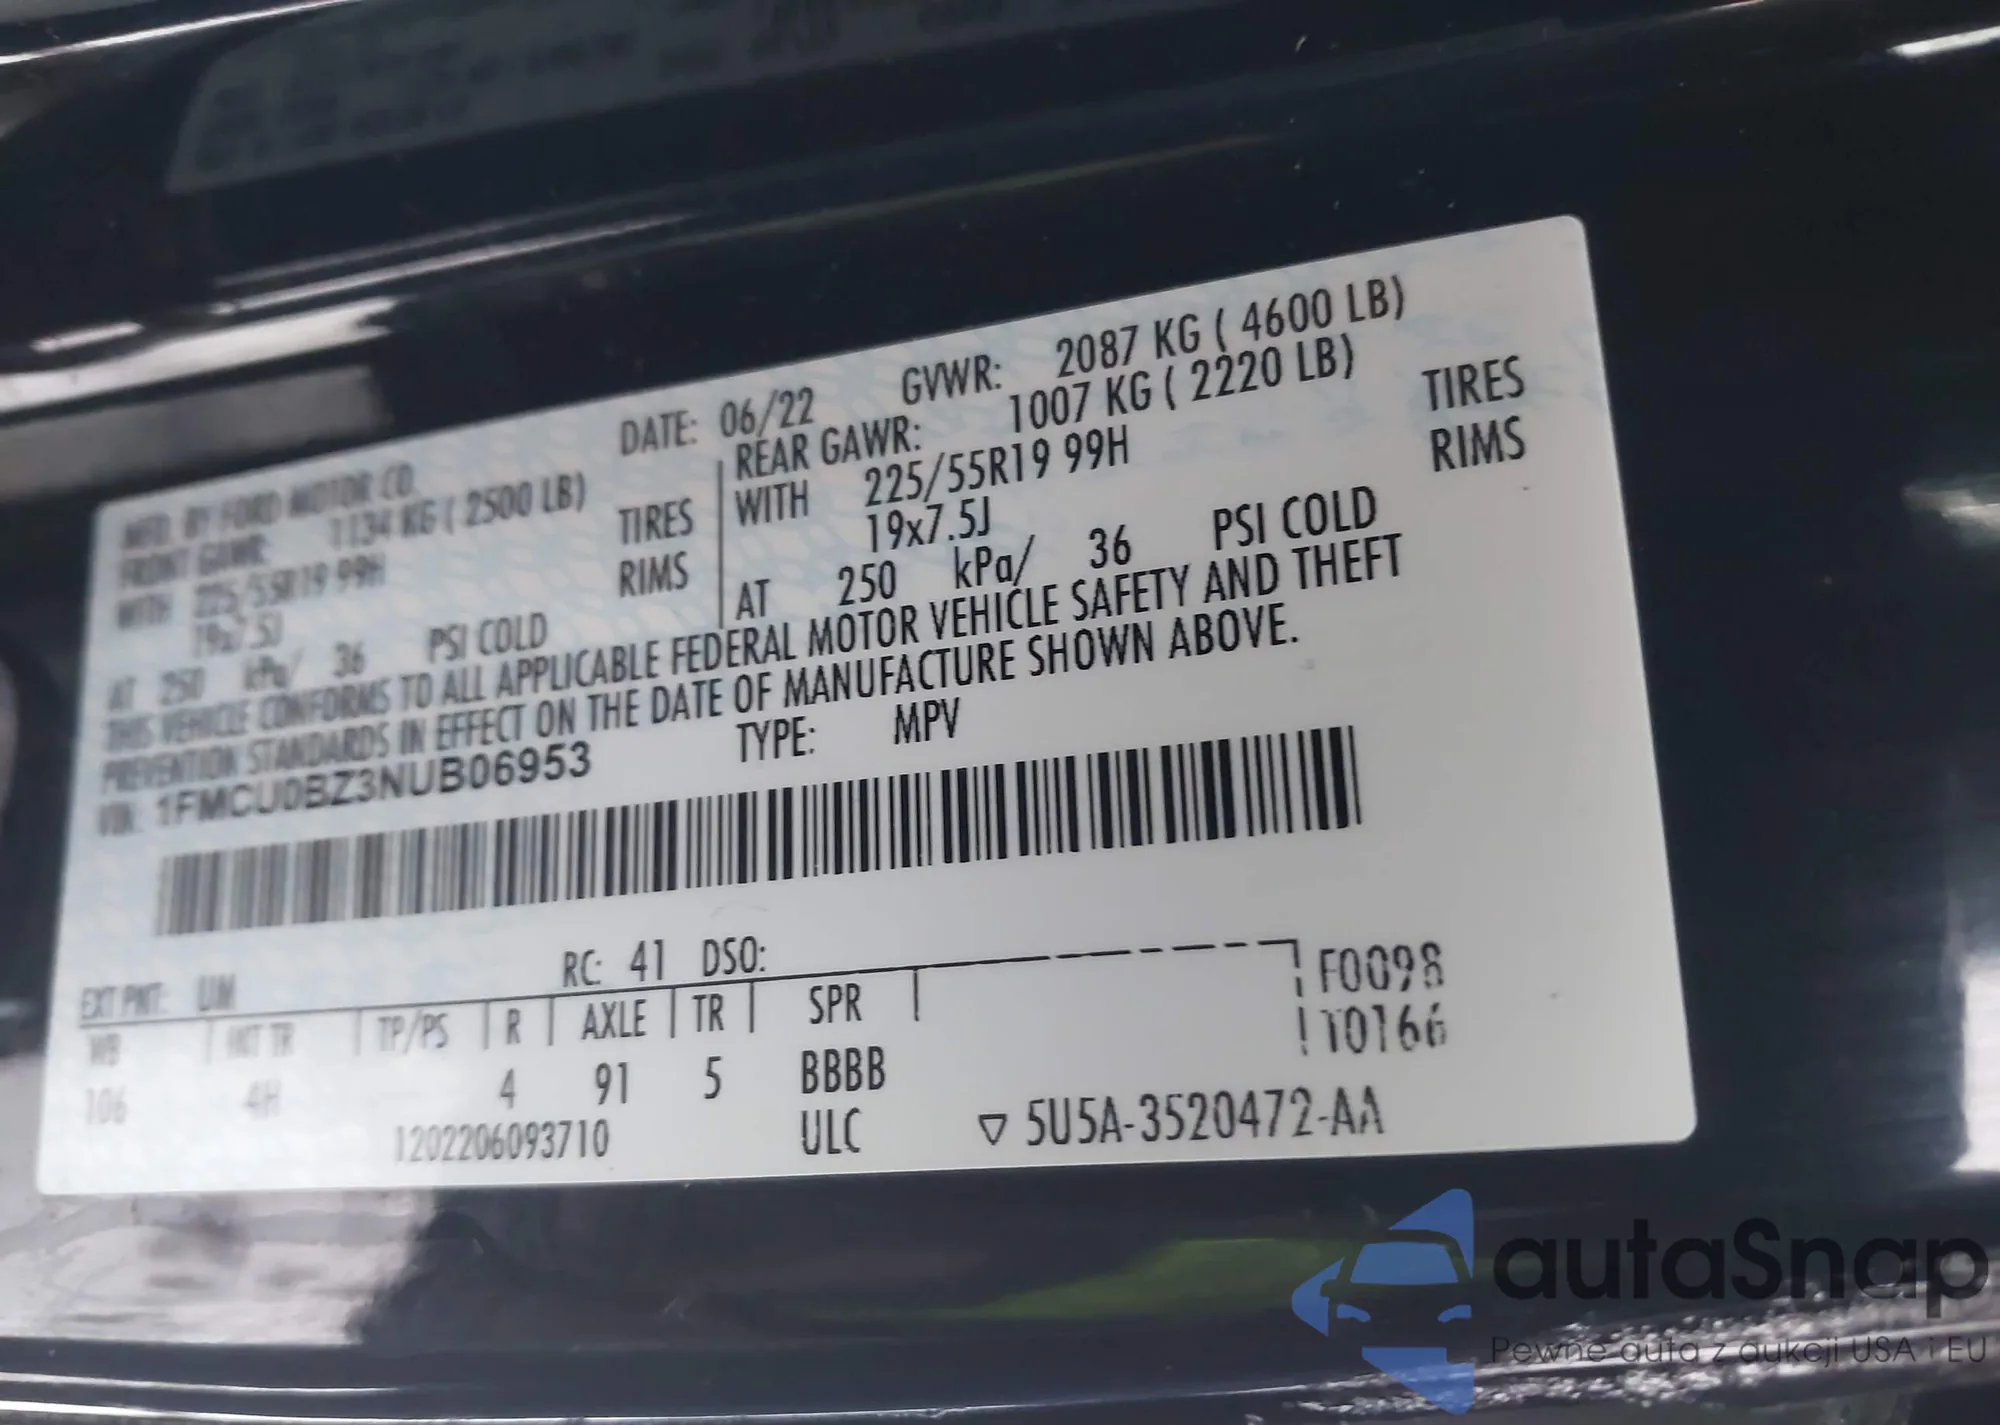 MFD. BY FORD MOTOR CO. DATE: 06/22 GVWR: 2087 KG ( 4600 LB)
FRONT GAWR: 1134 KG ( 2500 LB) REAR GAWR: 1007 KG ( 2220 LB)
WITH 225/55R19 99H TIRES WITH 225/55R19 99H TIRES
19x7.5J RIMS 19x7.5J RIMS
AT 250 kPa/ 36 PSI COLD AT 250 kPa/ 36 PSI COLD
THIS VEHICLE CONFORMS TO ALL APPLICABLE FEDERAL MOTOR VEHICLE SAFETY AND THEFT
PREVENTION STANDARDS IN EFFECT ON THE DATE OF MANUFACTURE SHOWN ABOVE.
VIN: 1FMCU0BZ3NUB06953 TYPE: MPV
EXT PNT: UM RC: 41 DSO:
WB INT TR TP/PS R AXLE TR SPR F0098
T0166
106 4H 4 91 5 BBBB
1202206093710 ULC ▽ 5U5A-3520472-AA
autaSnap
Pewne auta z aukcji USA i EU